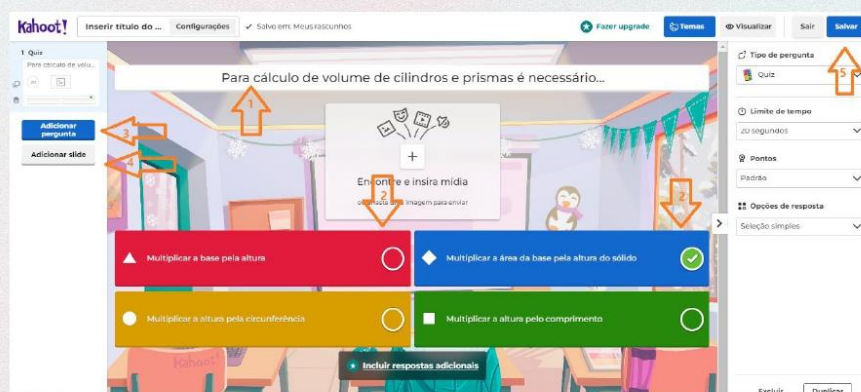 Kahoot!
Inserir título do ...
Configurações
Salvo em: Meus rascunhos
Fazer upgrade
Temas
Visualizar
Sair
Salvar
1 Quiz
Para cálculo de volu...
Adicionar pergunta
Adicionar slide
3
4
Para cálculo de volume de cilindros e prismas é necessário...
1
Encontre e insira mídia
imagem para enviar
2
2
Multiplicar a base pela altura
Multiplicar a área da base pela altura do sólido
Multiplicar a altura pela circunferência
Multiplicar a altura pelo comprimento
Kahoot!
Incluir respostas adicionais
Tipo de pergunta
Quiz
5
Limite de tempo
20 segundos
Pontos
Padrão
Opções de resposta
Seleção simples
Excluir
Duplicar